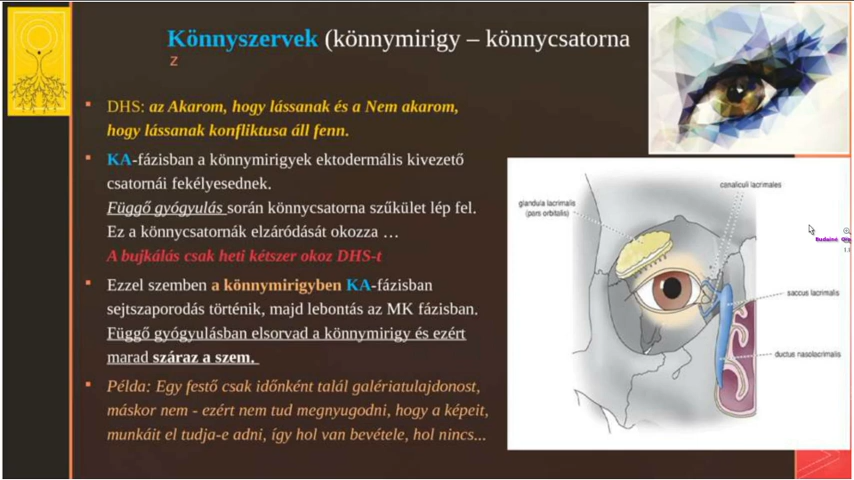 Könnyszervek (könnymirigy – könnycsatorna
z
DHS: az Akarom, hogy lássanak és a Nem akarom,
hogy lássanak konfliktusa áll fenn.
KA-fázisban a könnymirigyek ektodermális kivezető
csatornái fekélyesednek.
Függő gyógyulás során könnycsatorna szűkület lép fel.
Ez a könnycsatornák elzáródását okozza …
A bujkálás csak heti kétszer okoz DHS-t
Ezzel szemben a könnymirigyben KA-fázisban
sejtszaporodás történik, majd lebontás az MK fázisban.
Függő gyógyulásban elsorvad a könnymirigy és ezért
marad száraz a szem.
Példa: Egy festő csak időnként talál galériatulajdonost,
máskor nem - ezért nem tud megnyugodni, hogy a képeit,
munkáit el tudja-e adni, így hol van bevétele, hol nincs...
canaliculi lacrimales
glandula lacrimalis
(pars orbitalis)
saccus lacrimalis
ductus nasolacrimalis